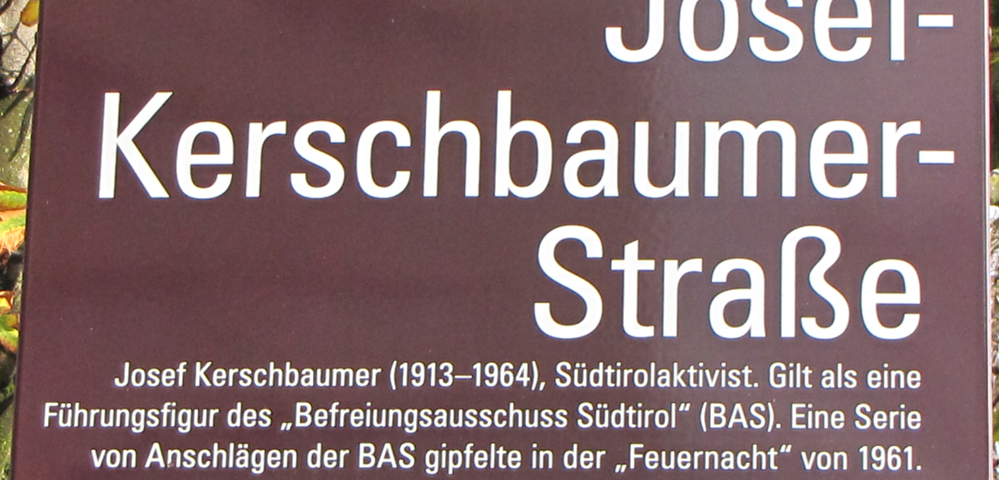 Josef-
Kerschbaumer-
Straße
Josef Kerschbaumer (1913–1964), Südtirolaktivist. Gilt als eine
Führungsfigur des „Befreiungsausschuss Südtirol“ (BAS). Eine Serie
von Anschlägen der BAS gipfelte in der „Feuernacht“ von 1961.